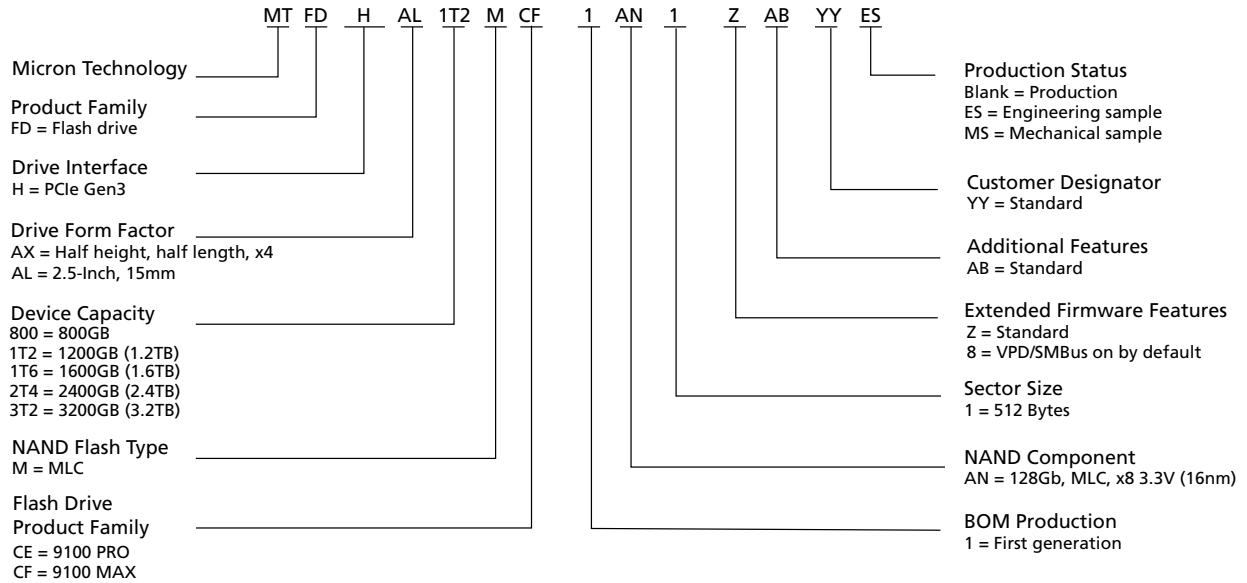 MT FD H AL 1T2 M CF 1 AN 1 Z AB YY ES
Micron Technology
Product Family
FD = Flash drive
Drive Interface
H = PCIe Gen3
Drive Form Factor
AX = Half height, half length, x4
AL = 2.5-Inch, 15mm
Device Capacity
800 = 800GB
1T2 = 1200GB (1.2TB)
1T6 = 1600GB (1.6TB)
2T4 = 2400GB (2.4TB)
3T2 = 3200GB (3.2TB)
NAND Flash Type
M = MLC
Flash Drive
Product Family
CE = 9100 PRO
CF = 9100 MAX
Production Status
Blank = Production
ES = Engineering sample
MS = Mechanical sample
Customer Designator
YY = Standard
Additional Features
AB = Standard
Extended Firmware Features
Z = Standard
8 = VPD/SMBus on by default
Sector Size
1 = 512 Bytes
NAND Component
AN = 128Gb, MLC, x8 3.3V (16nm)
BOM Production
1 = First generation